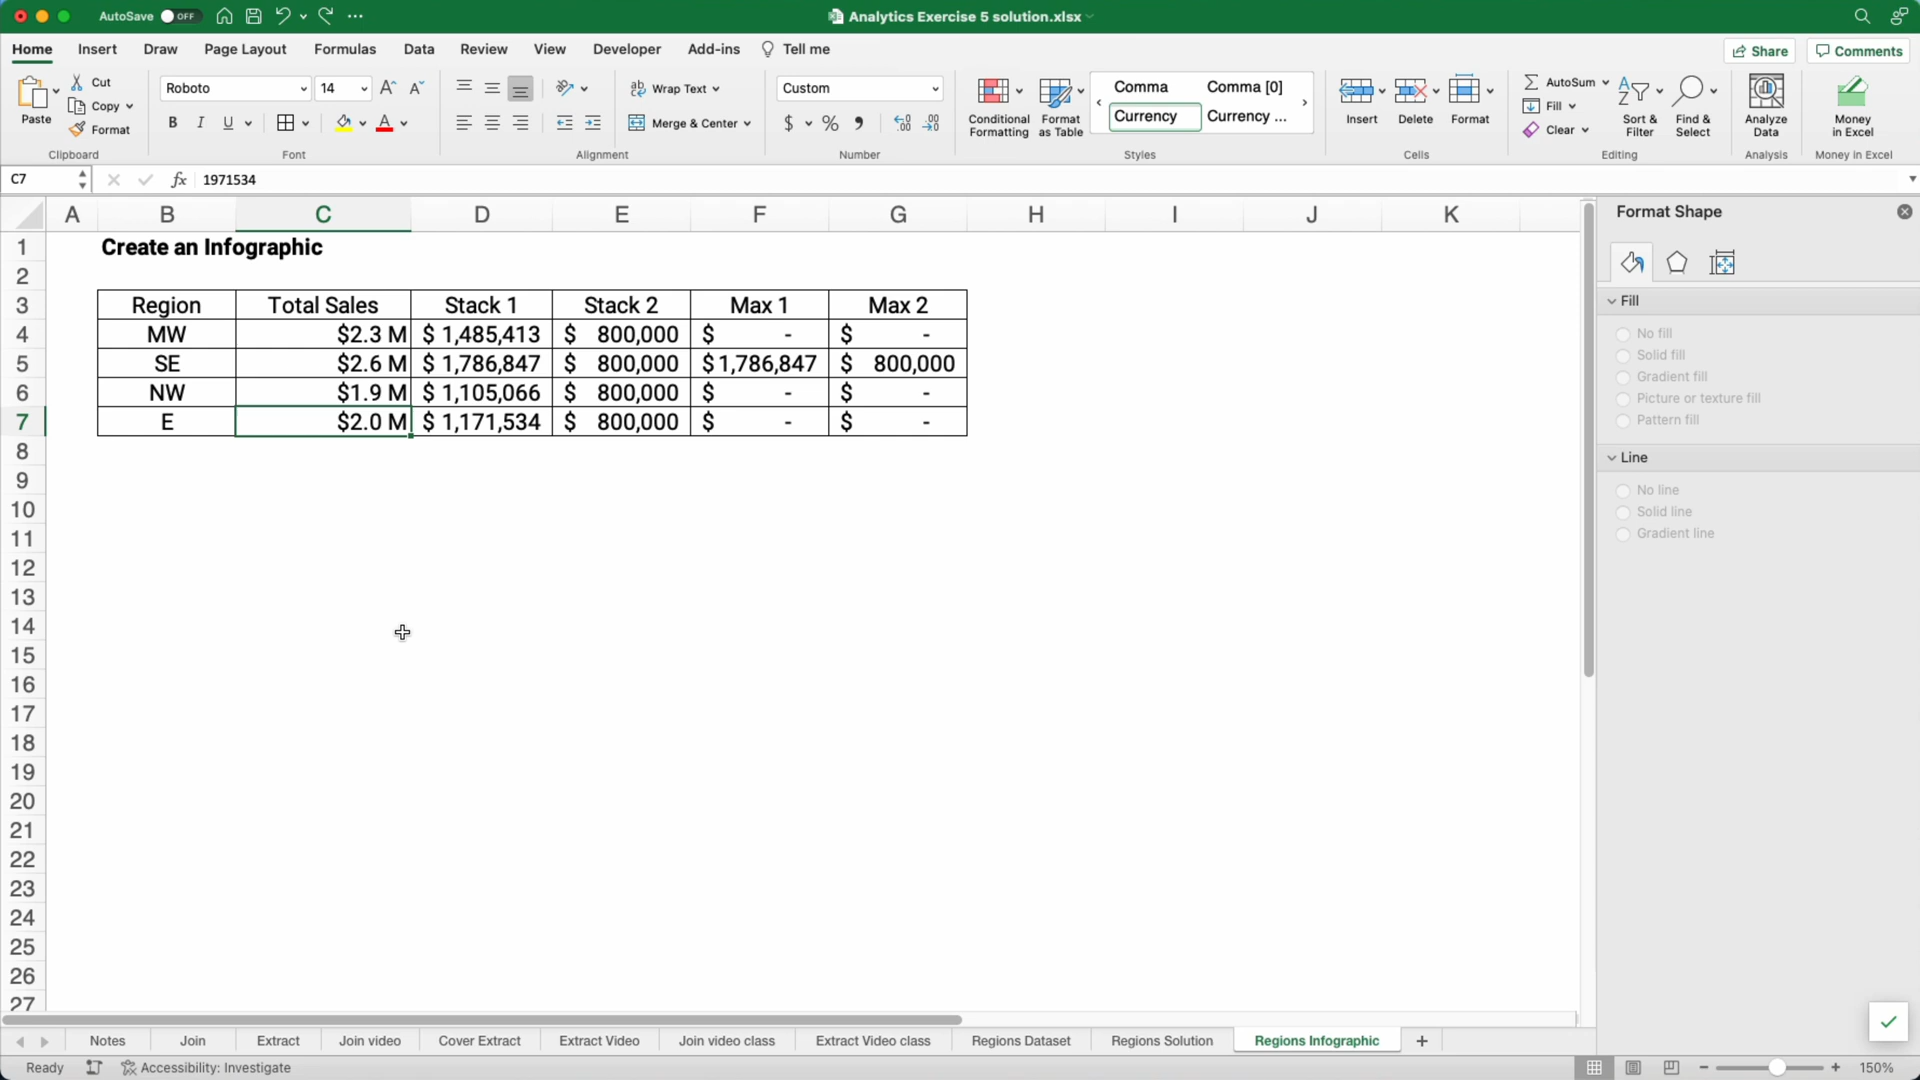 AutoSave OFF
Analytics Exercise 5 solution.xlsx
Home Insert Draw Page Layout Formulas Data Review View Developer Add-ins Tell me
Share Comments
Paste
Cut
Copy
Format
Clipboard
Roboto 14
B I U
Font
Wrap Text
Merge & Center
Alignment
Custom
$ % 9
Number
Conditional Formatting
Format as Table
Comma Comma [0]
Currency Currency ...
Styles
Insert Delete Format
Cells
AutoSum
Fill
Clear
Sort & Filter
Find & Select
Editing
Analyze Data
Analysis
Money in Excel
Money in Excel
C7 fx 1971534
A B C D E F G H I J K
1 Create an Infographic
2
3 Region Total Sales Stack 1 Stack 2 Max 1 Max 2
4 MW $2.3 M $ 1,485,413 $ 800,000 $ - $ -
5 SE $2.6 M $ 1,786,847 $ 800,000 $1,786,847 $ 800,000
6 NW $1.9 M $ 1,105,066 $ 800,000 $ - $ -
7 E $2.0 M $ 1,171,534 $ 800,000 $ - $ -
8
9
10
11
12
13
14
15
16
17
18
19
20
21
22
23
24
25
26
27
Format Shape
Fill
No fill
Solid fill
Gradient fill
Picture or texture fill
Pattern fill
Line
No line
Solid line
Gradient line
Notes Join Extract Join video Cover Extract Extract Video Join video class Extract Video class Regions Dataset Regions Solution Regions Infographic +
Ready Accessibility: Investigate
- + 150%